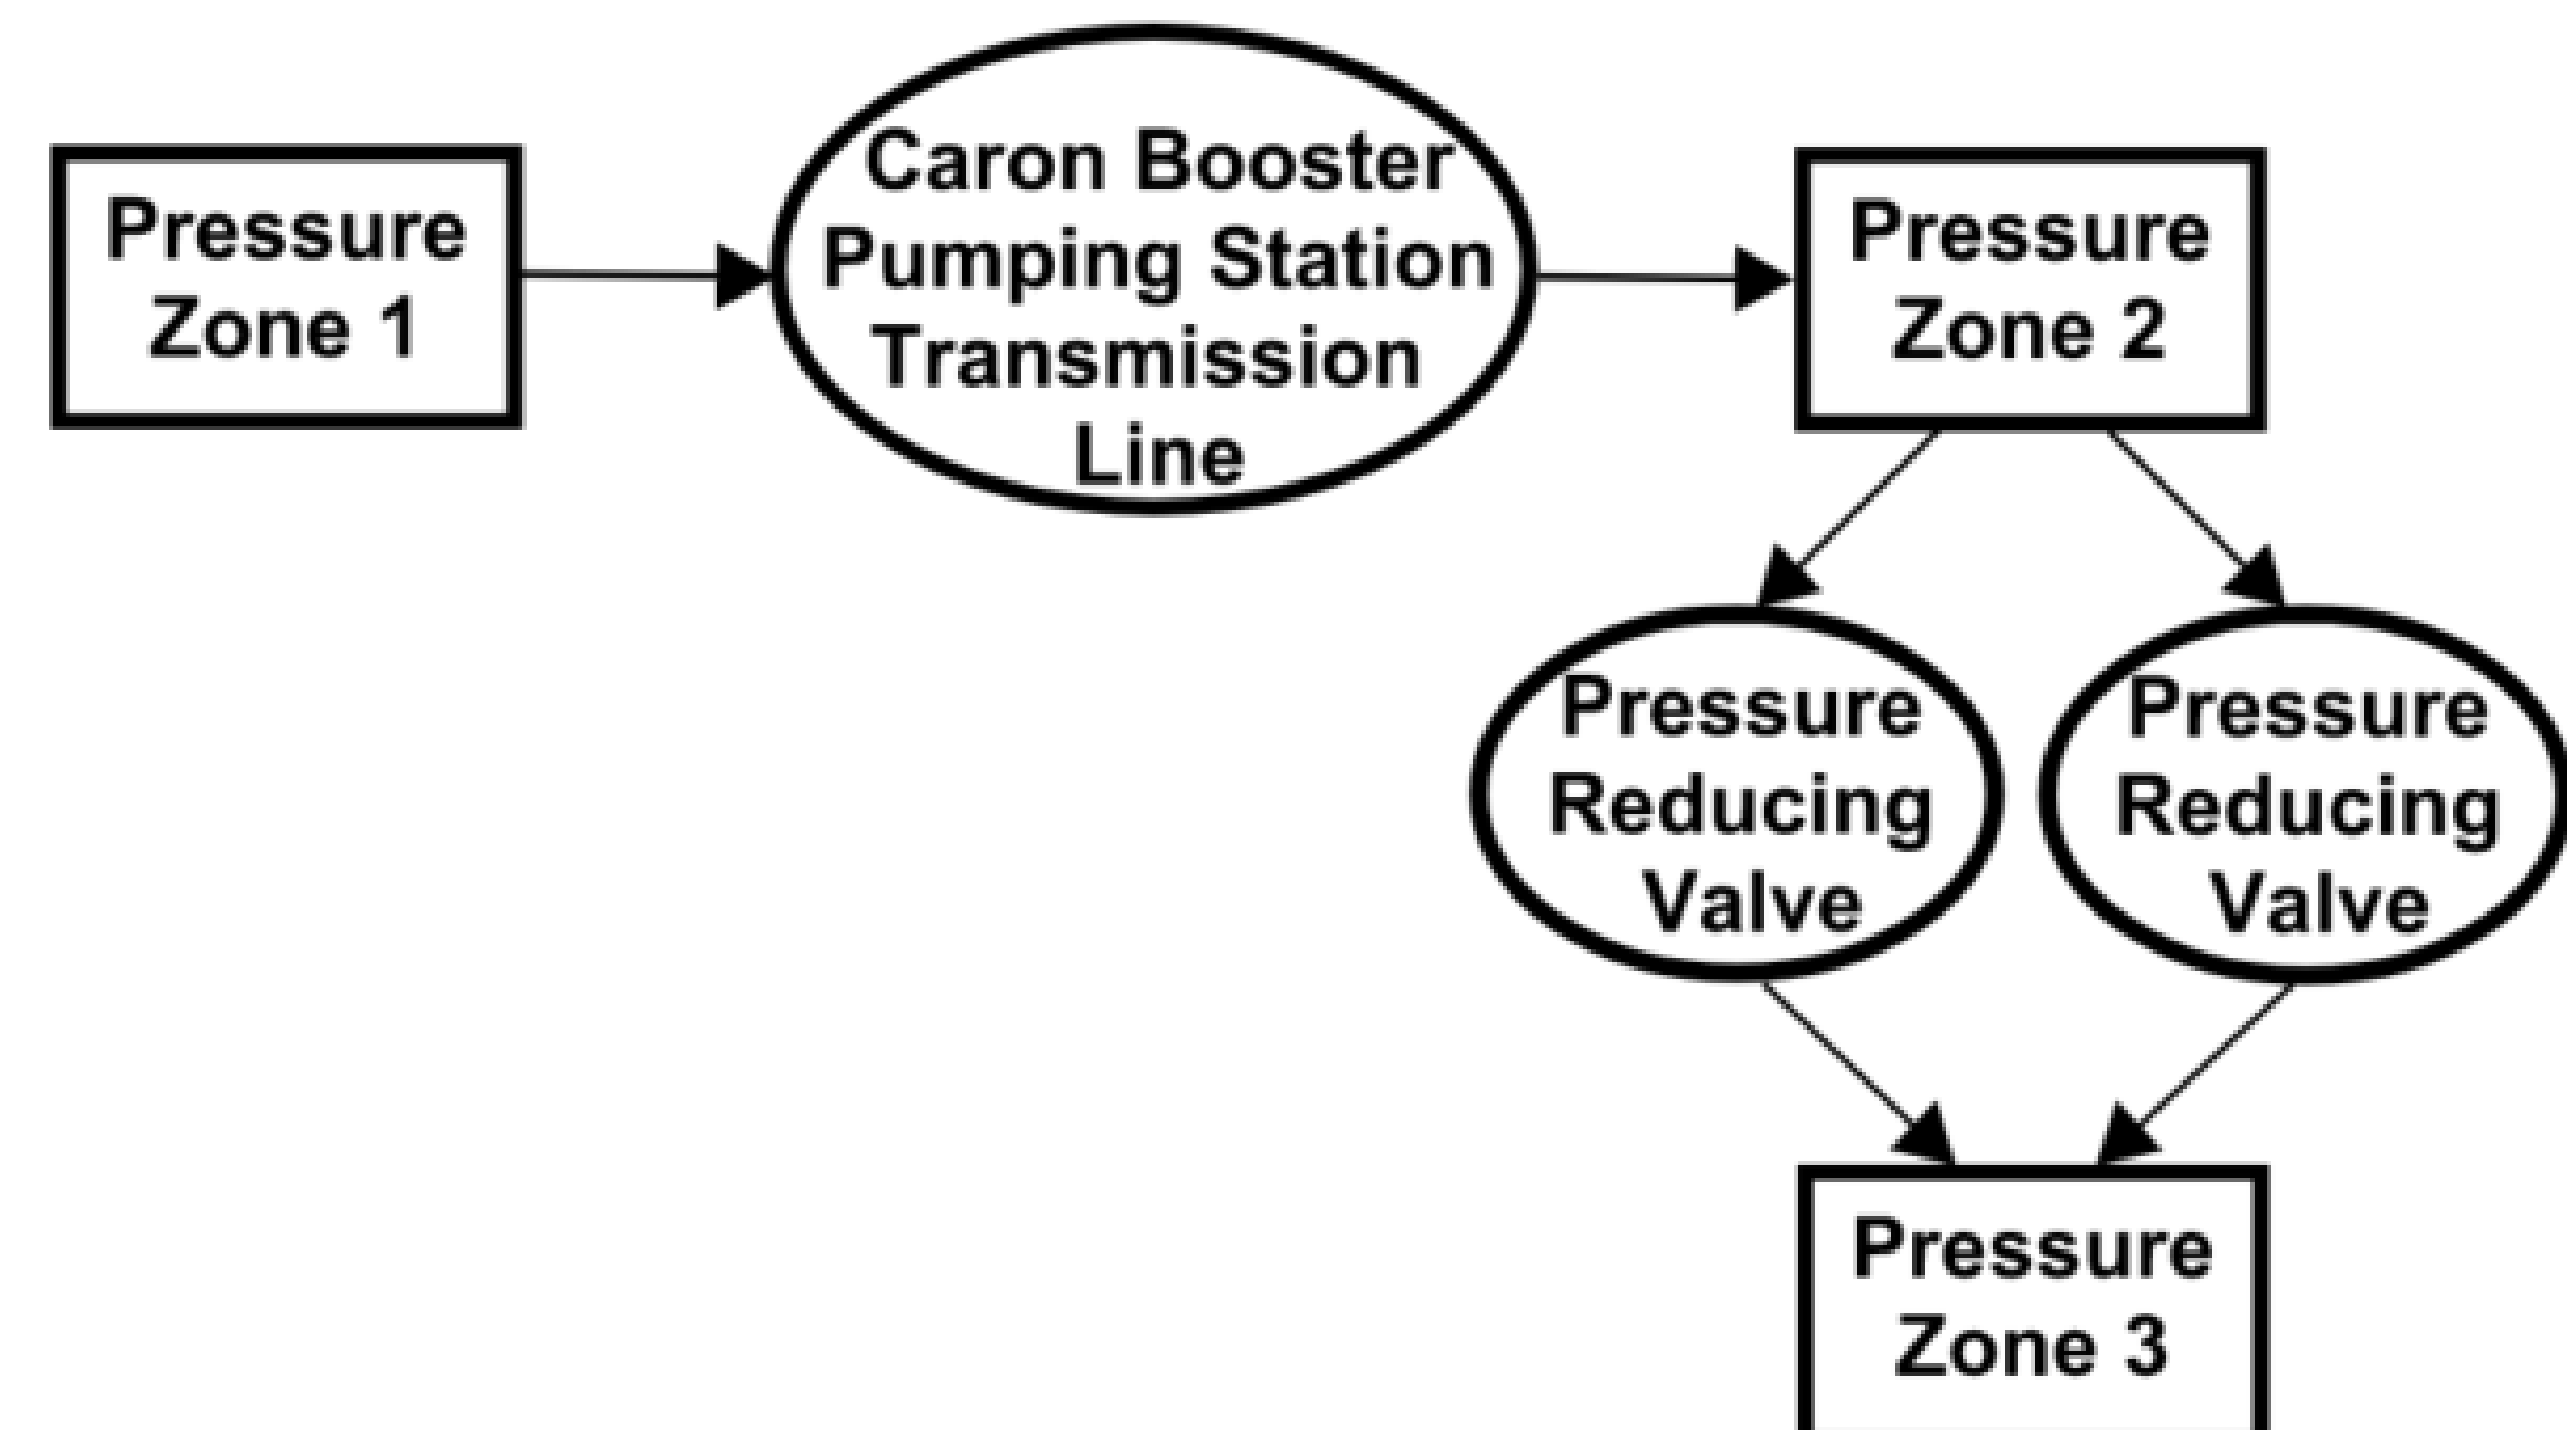 Pressure
Zone 1
Caron Booster
Pumping Station
Transmission
Line
Pressure
Zone 2
Pressure
Reducing
Valve
Pressure
Reducing
Valve
Pressure
Zone 3